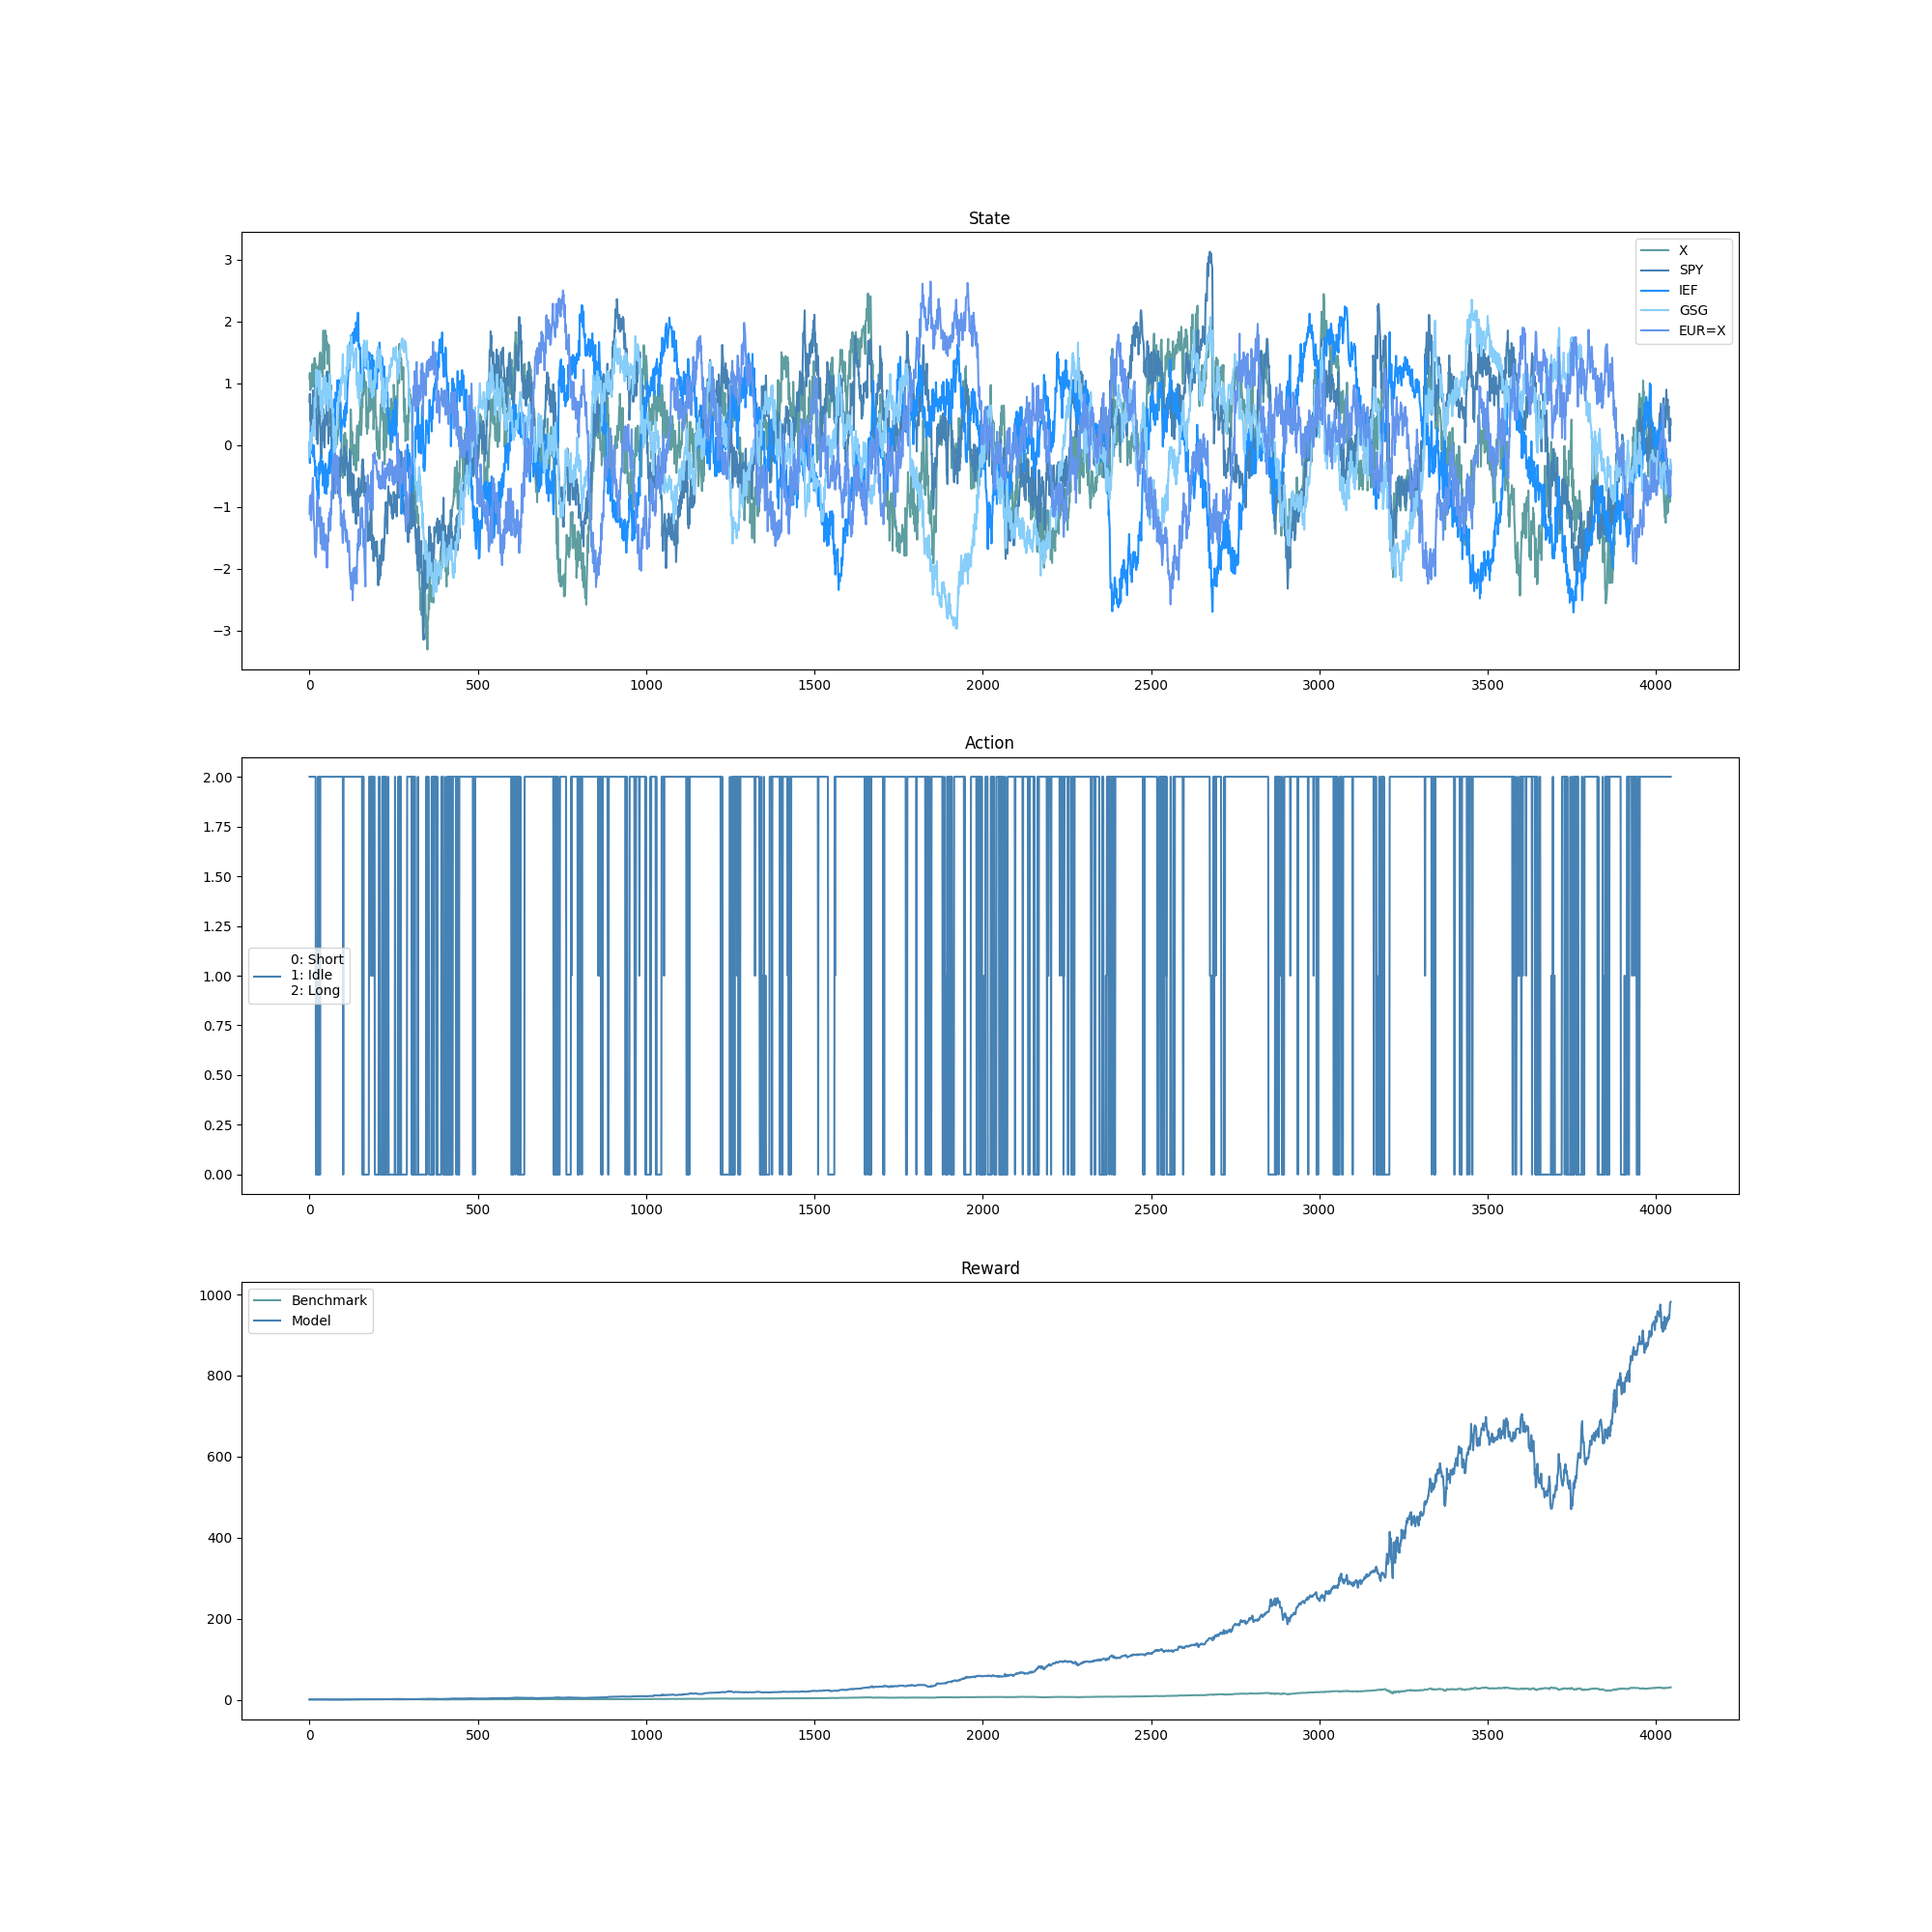 State
3
2
1
0
−1
−2
−3
X
SPY
IEF
GSG
EUR=X
0 500 1000 1500 2000 2500 3000 3500 4000
Action
2.00
1.75
1.50
1.25
1.00
0.75
0.50
0.25
0.00
0: Short
1: Idle
2: Long
0 500 1000 1500 2000 2500 3000 3500 4000
Reward
1000
800
600
400
200
0
Benchmark
Model
0 500 1000 1500 2000 2500 3000 3500 4000